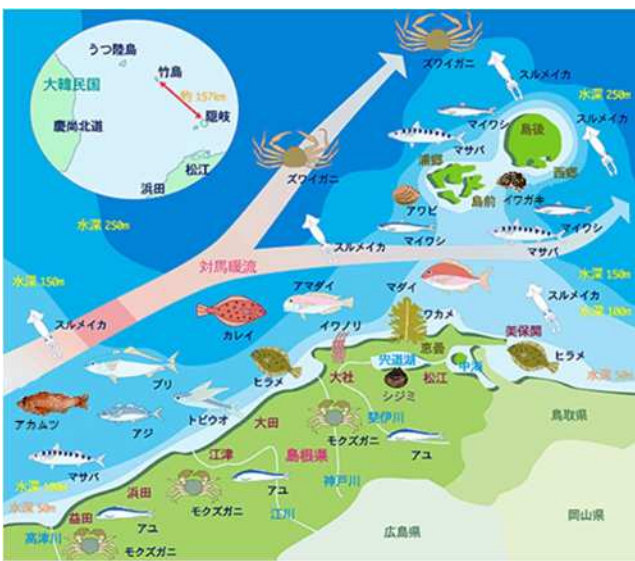 うつ陵島
竹島
大韓民国
約 157km
慶尚北道
隠岐
松江
浜田
ズワイガニ
スルメイカ
水深 250m
マイワシ
島後
スルメイカ
マサバ
ズワイガニ
浦郷
西郷
アワビ
島前
イワガキ
水深 250m
スルメイカ
マイワシ
マイワシ
マサバ
対馬暖流
水深 150m
アマダイ
マダイ
水深 150m
スルメイカ
カレイ
イワノリ
ワカメ
スルメイカ
水深 100m
恵曇
美保関
ブリ
ヒラメ
大社
宍道湖
中海
ヒラメ
水深 50m
シジミ
松江
アカムツ
アジ
トビウオ
大田
斐伊川
鳥取県
モクズガニ
アユ
マサバ
江津
島根県
神戸川
水深 100m
浜田
アユ
水深 50m
モクズガニ
江川
益田
アユ
広島県
岡山県
高津川
モクズガニ